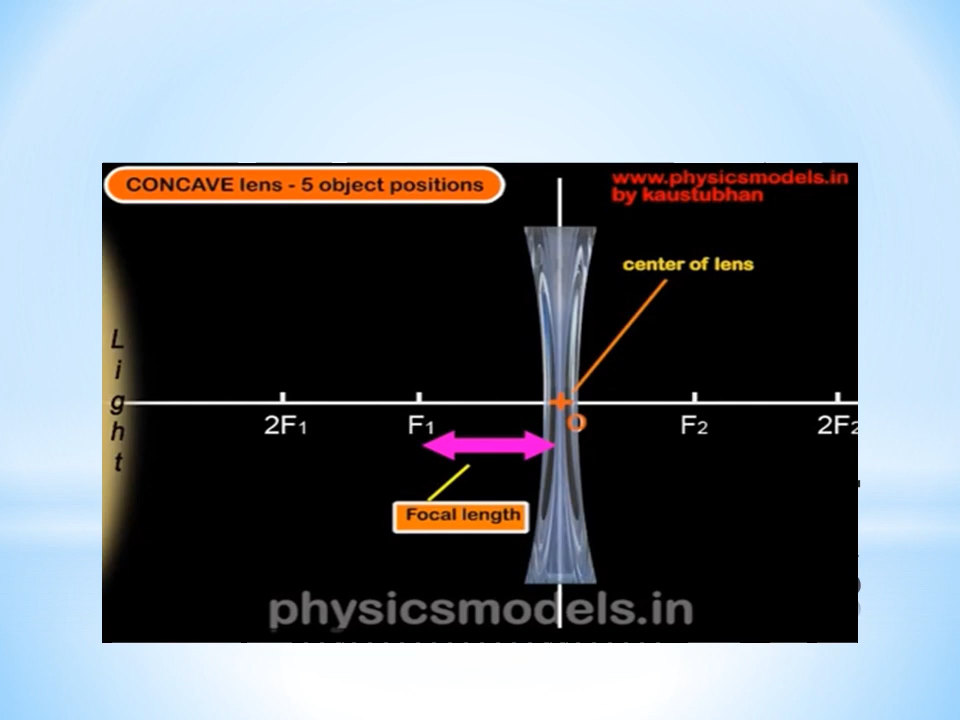 CONCAVE lens - 5 object positions
www.physicsmodels.in
by kaustubhan
center of lens
Light
2F1
F1
O
F2
2F2
Focal length
physicsmodels.in